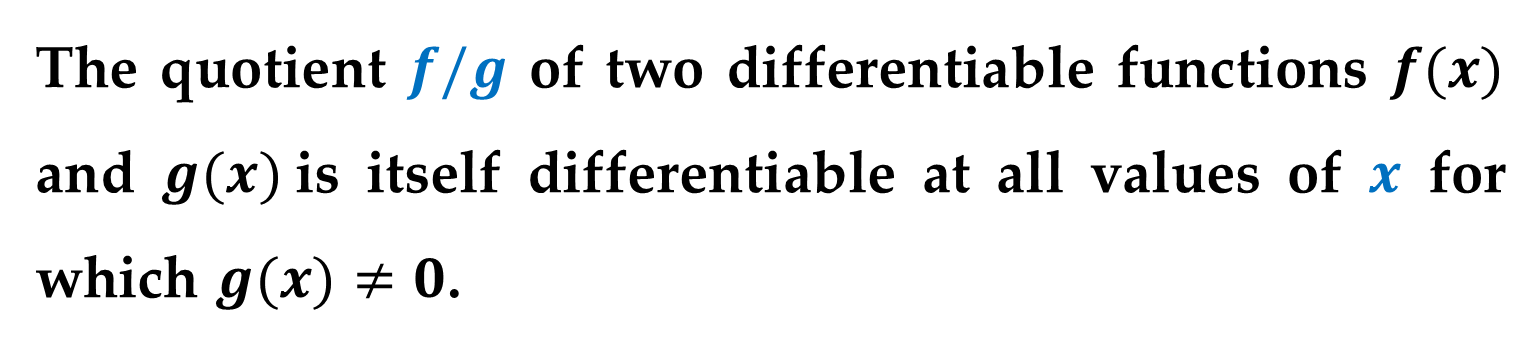 The quotient f/g of two differentiable functions f(x)
and g(x) is itself differentiable at all values of x for
which g(x) ≠ 0.